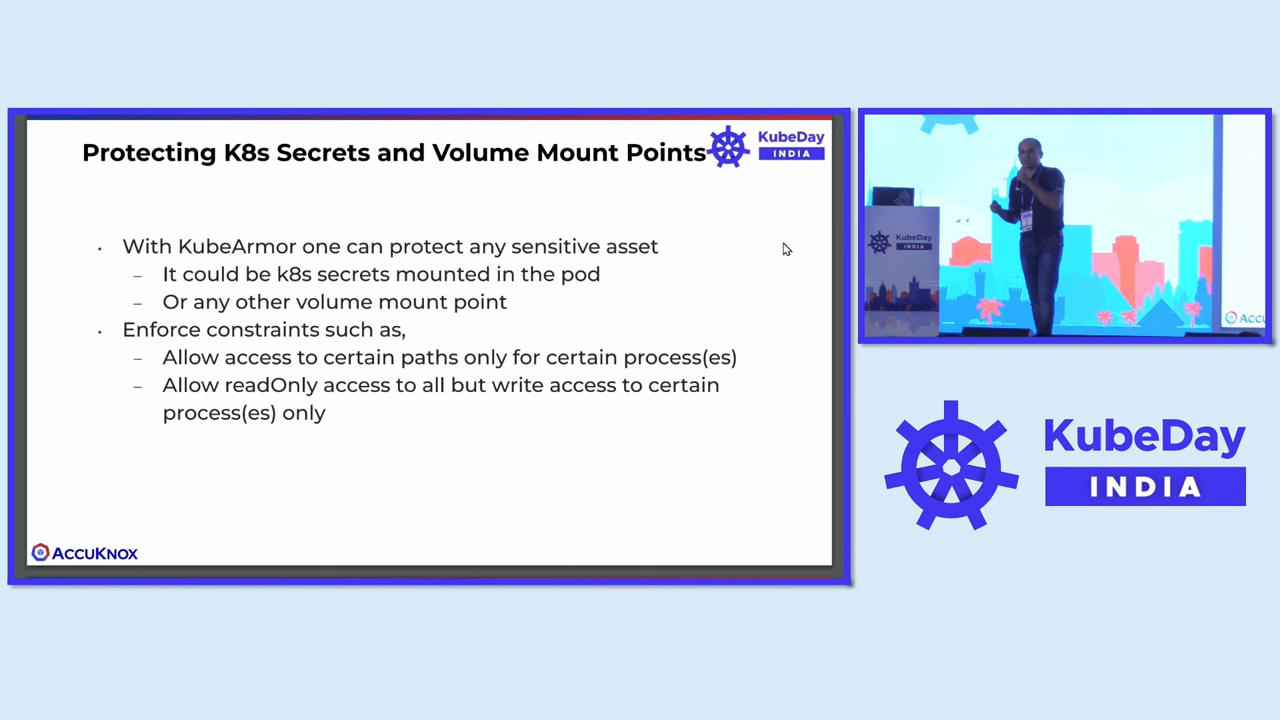 Protecting K8s Secrets and Volume Mount Points
KubeDay
INDIA
• With KubeArmor one can protect any sensitive asset
– It could be k8s secrets mounted in the pod
– Or any other volume mount point
• Enforce constraints such as,
– Allow access to certain paths only for certain process(es)
– Allow readOnly access to all but write access to certain
process(es) only
AccuKnox
KubeDay
INDIA
KubeDay
INDIA